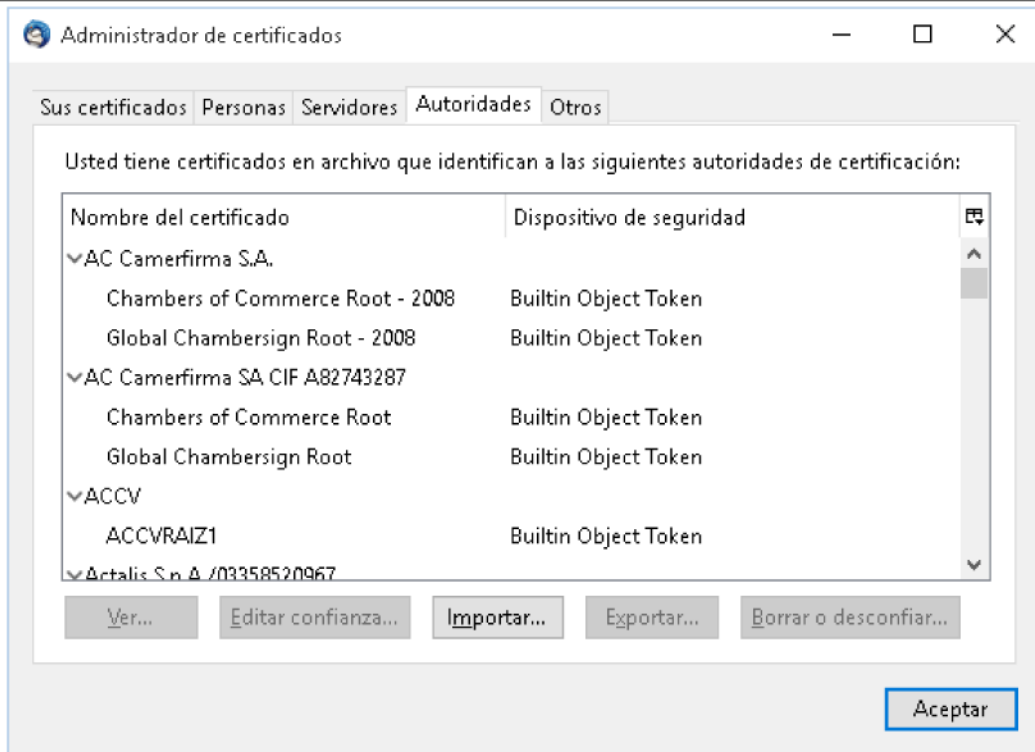 Administrador de certificados
Sus certificados Personas Servidores Autoridades Otros
Usted tiene certificados en archivo que identifican a las siguientes autoridades de certificación:
Nombre del certificado Dispositivo de seguridad
AC Camerfirma S.A.
Chambers of Commerce Root - 2008 Builtin Object Token
Global Chambersign Root - 2008 Builtin Object Token
AC Camerfirma SA CIF A82743287
Chambers of Commerce Root Builtin Object Token
Global Chambersign Root Builtin Object Token
ACCV
ACCVRAIZ1 Builtin Object Token
Actalis S.p.A./03358520967
Ver... Editar confianza... Importar... Exportar... Borrar o desconfiar...
Aceptar